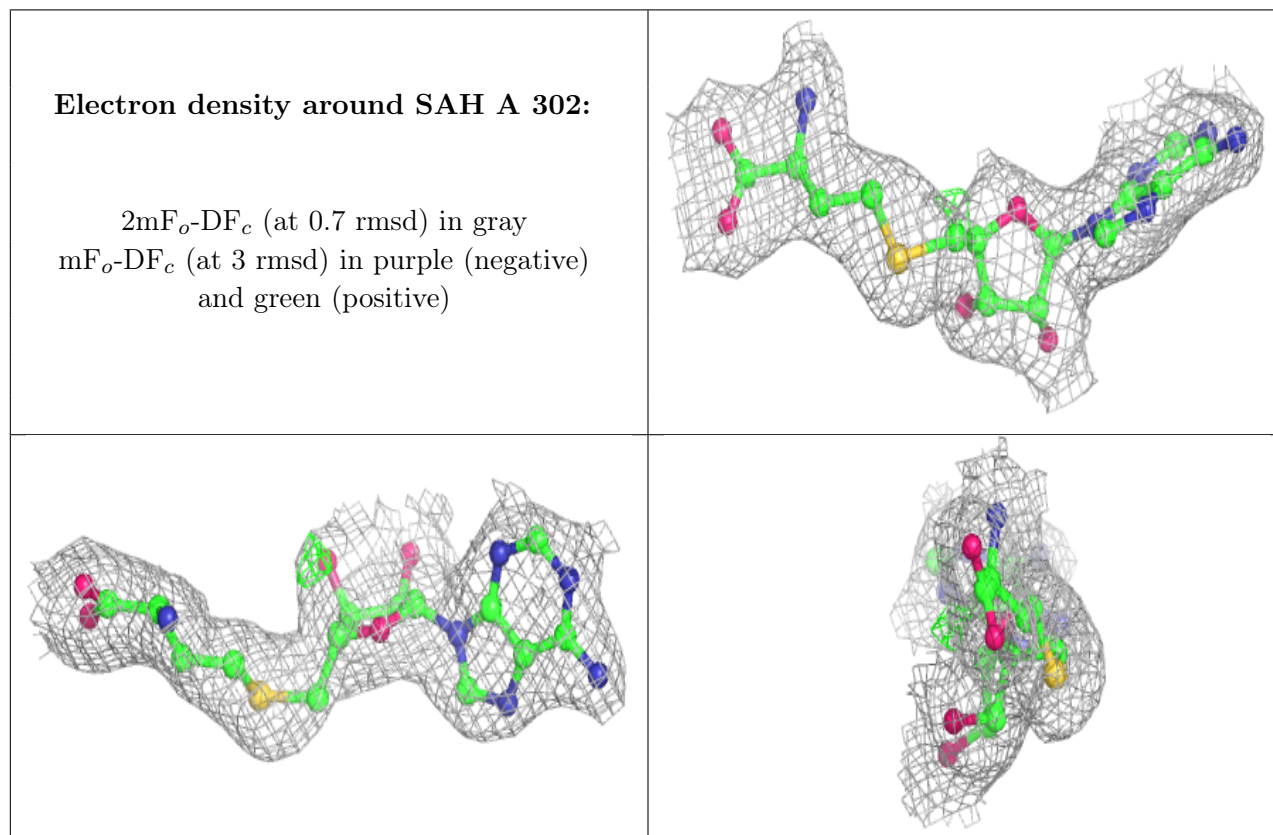 Electron density around SAH A 302:
2mFo-DFc (at 0.7 rmsd) in gray
mFo-DFc (at 3 rmsd) in purple (negative)
and green (positive)